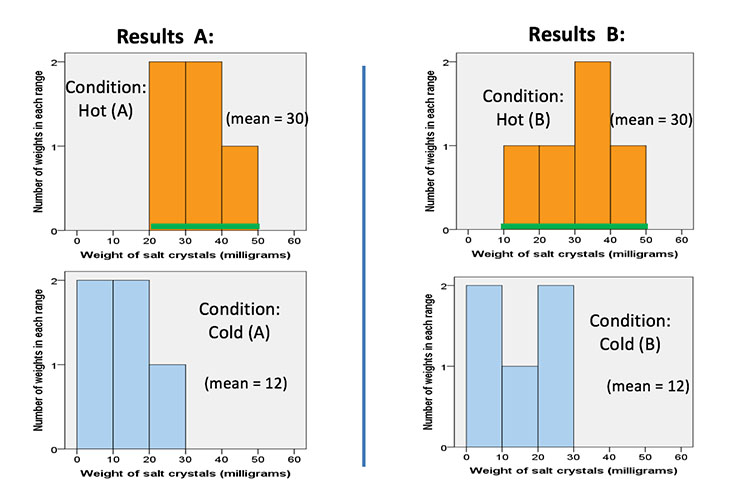 Results A:
Condition:
Hot (A)
(mean = 30)
Number of weights in each range
2
1
0
0 10 20 30 40 50 60
Weight of salt crystals (milligrams)
Condition:
Cold (A)
(mean = 12)
Number of weights in each range
2
1
0
0 10 20 30 40 50 60
Weight of salt crystals (milligrams)
Results B:
Condition:
Hot (B)
(mean = 30)
Number of weights in each range
2
1
0
0 10 20 30 40 50 60
Weight of salt crystals (milligrams)
Condition:
Cold (B)
(mean = 12)
Number of weights in each range
2
1
0
0 10 20 30 40 50 60
Weight of salt crystals (milligrams)